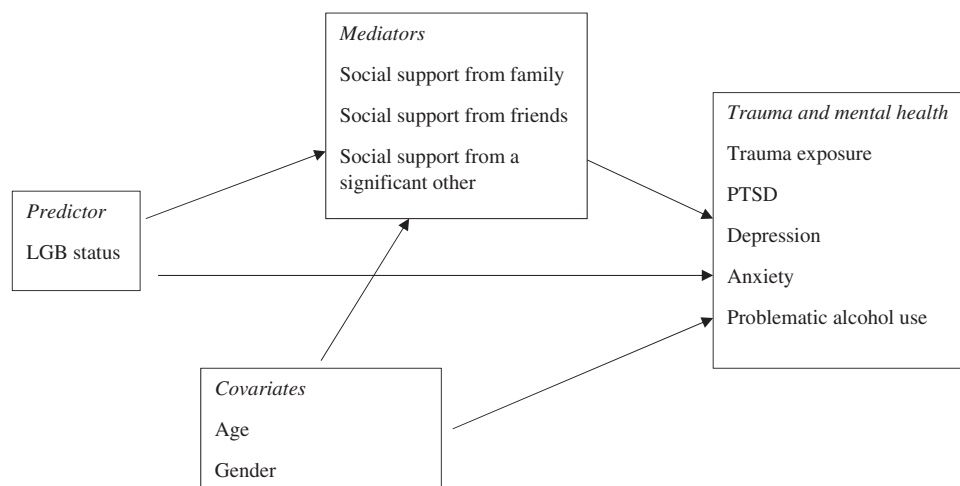 Mediators
Social support from family
Social support from friends
Social support from a
significant other
Trauma and mental health
Trauma exposure
PTSD
Depression
Anxiety
Problematic alcohol use
Predictor
LGB status
Covariates
Age
Gender